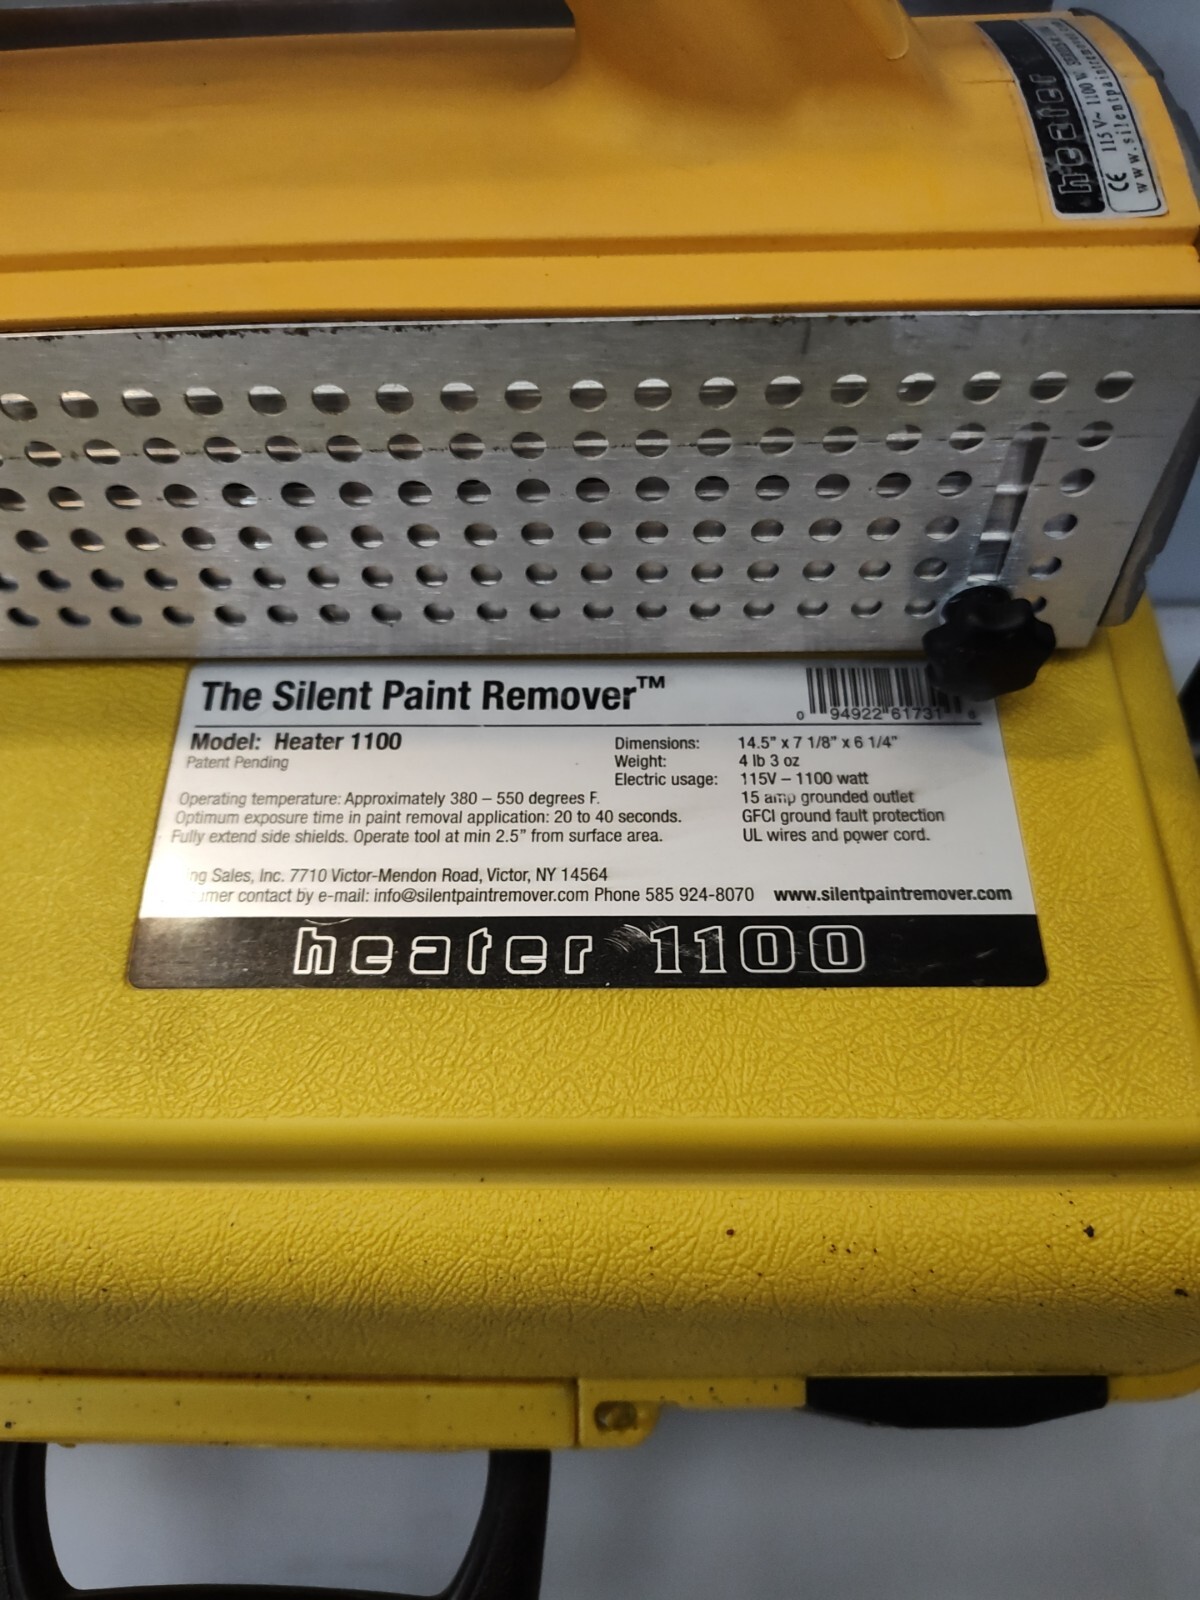 heater
115 V~ 1100 W
CE
www.silentpaintremover
The Silent Paint Remover™
0 94922 61731
Model: Heater 1100
Patent Pending
Dimensions: 14.5" x 7 1/8" x 6 1/4"
Weight: 4 lb 3 oz
Electric usage: 115V – 1100 watt
15 amp grounded outlet
GFCI ground fault protection
UL wires and power cord.
Operating temperature: Approximately 380 – 550 degrees F.
Optimum exposure time in paint removal application: 20 to 40 seconds.
Fully extend side shields. Operate tool at min 2.5" from surface area.
Sales, Inc. 7710 Victor-Mendon Road, Victor, NY 14564
contact by e-mail: info@silentpaintremover.com Phone 585 924-8070 www.silentpaintremover.com
heater 1100